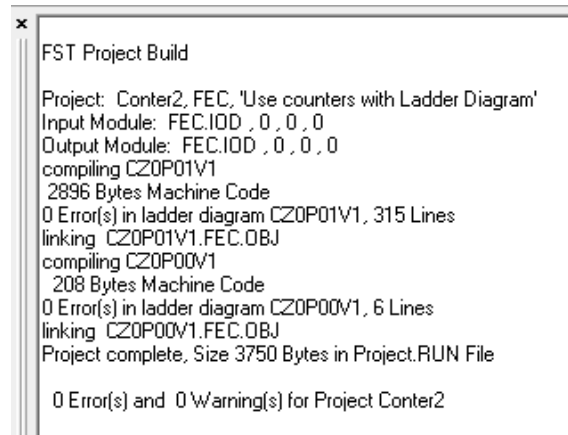 FST Project Build
Project:  Conter2, FEC, 'Use counters with Ladder Diagram'
Input Module:  FEC.IOD , 0 , 0 , 0
Output Module:  FEC.IOD , 0 , 0 , 0
compiling CZ0P01V1
2896 Bytes Machine Code
0 Error(s) in ladder diagram CZ0P01V1, 315 Lines
linking  CZ0P01V1.FEC.OBJ
compiling CZ0P00V1
208 Bytes Machine Code
0 Error(s) in ladder diagram CZ0P00V1, 6 Lines
linking  CZ0P00V1.FEC.OBJ
Project complete, Size 3750 Bytes in Project.RUN File
0 Error(s) and  0 Warning(s) for Project Conter2